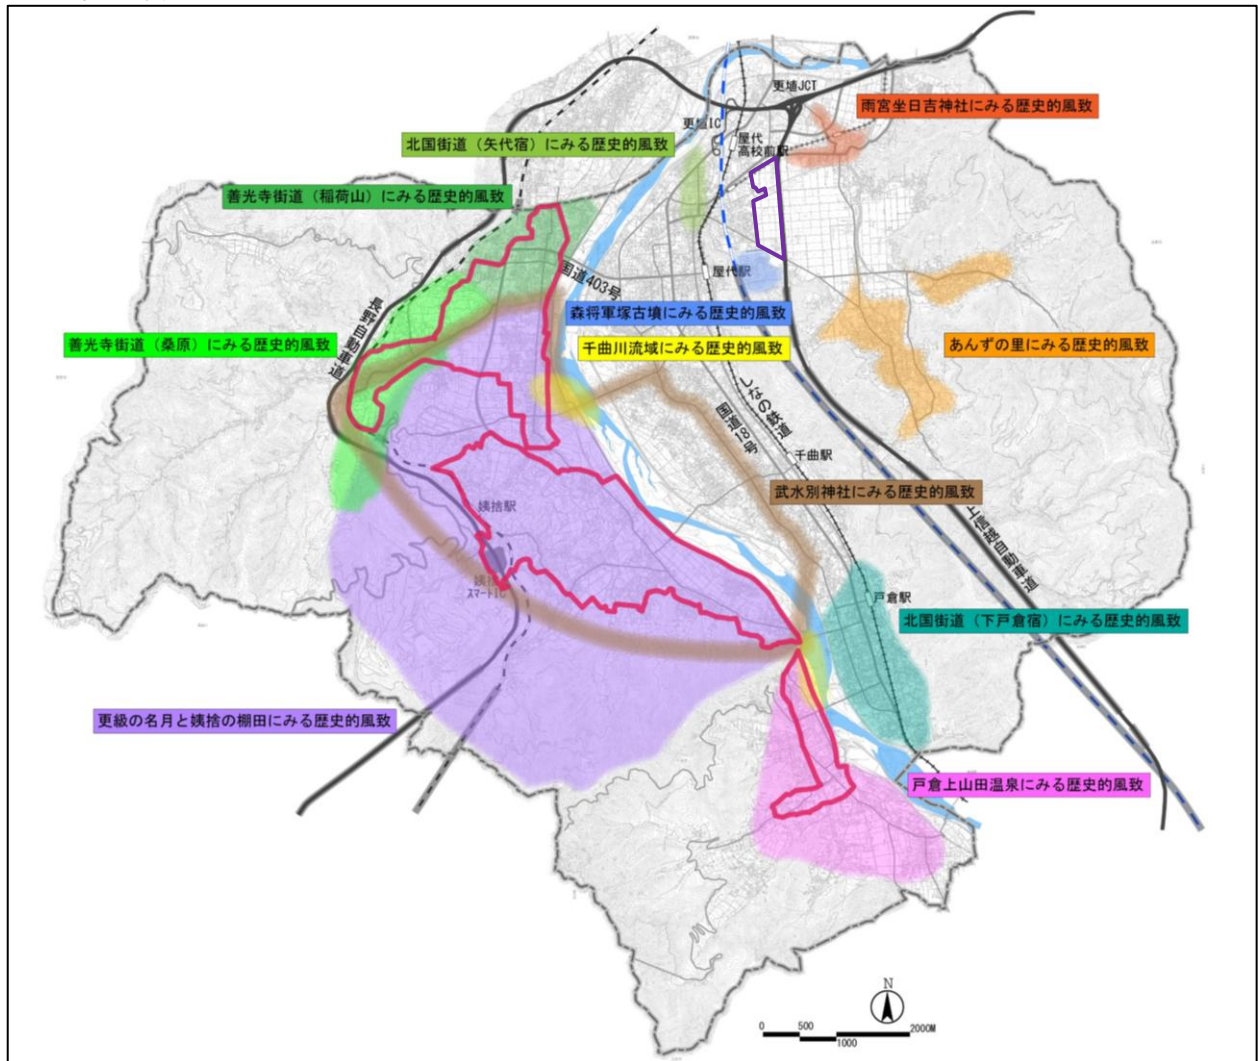 更埴JCT
雨宮坐日吉神社にみる歴史的風致
更埴IC
北国街道（矢代宿）にみる歴史的風致
屋代
高校前駅
善光寺街道（稲荷山）にみる歴史的風致
国道403号
屋代駅
長野自動車道
森将軍塚古墳にみる歴史的風致
善光寺街道（桑原）にみる歴史的風致
千曲川流域にみる歴史的風致
あんずの里にみる歴史的風致
しなの鉄道
国道18号
千曲駅
武水別神社にみる歴史的風致
姨捨駅
上信越自動車道
姨捨
スマートIC
戸倉駅
北国街道（下戸倉宿）にみる歴史的風致
更級の名月と姨捨の棚田にみる歴史的風致
戸倉上山田温泉にみる歴史的風致
N
0 500 2000M
1000